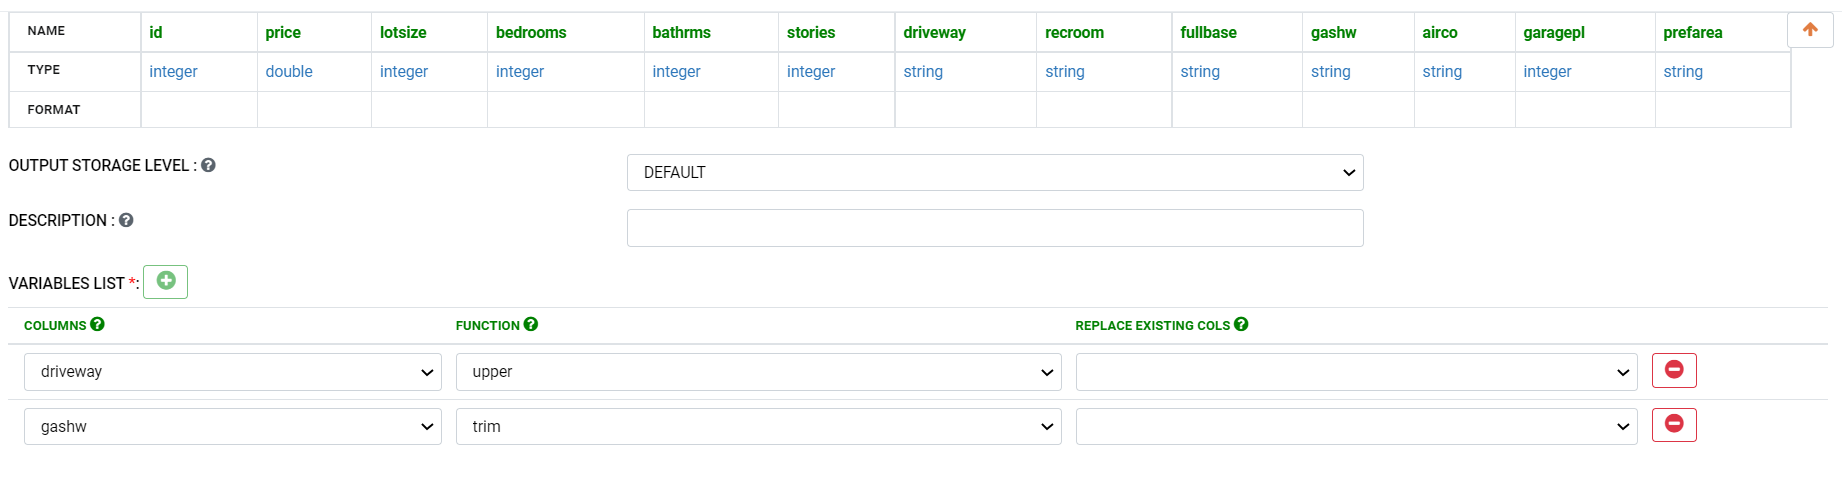 NAME id price lotsize bedrooms bathrms stories driveway recroom fullbase gashw airco garagepl prefarea
TYPE integer double integer integer integer integer string string string string string integer string
FORMAT
OUTPUT STORAGE LEVEL : ?
DEFAULT
DESCRIPTION : ?
VARIABLES LIST *:
COLUMNS ? FUNCTION ? REPLACE EXISTING COLS ?
driveway upper
gashw trim